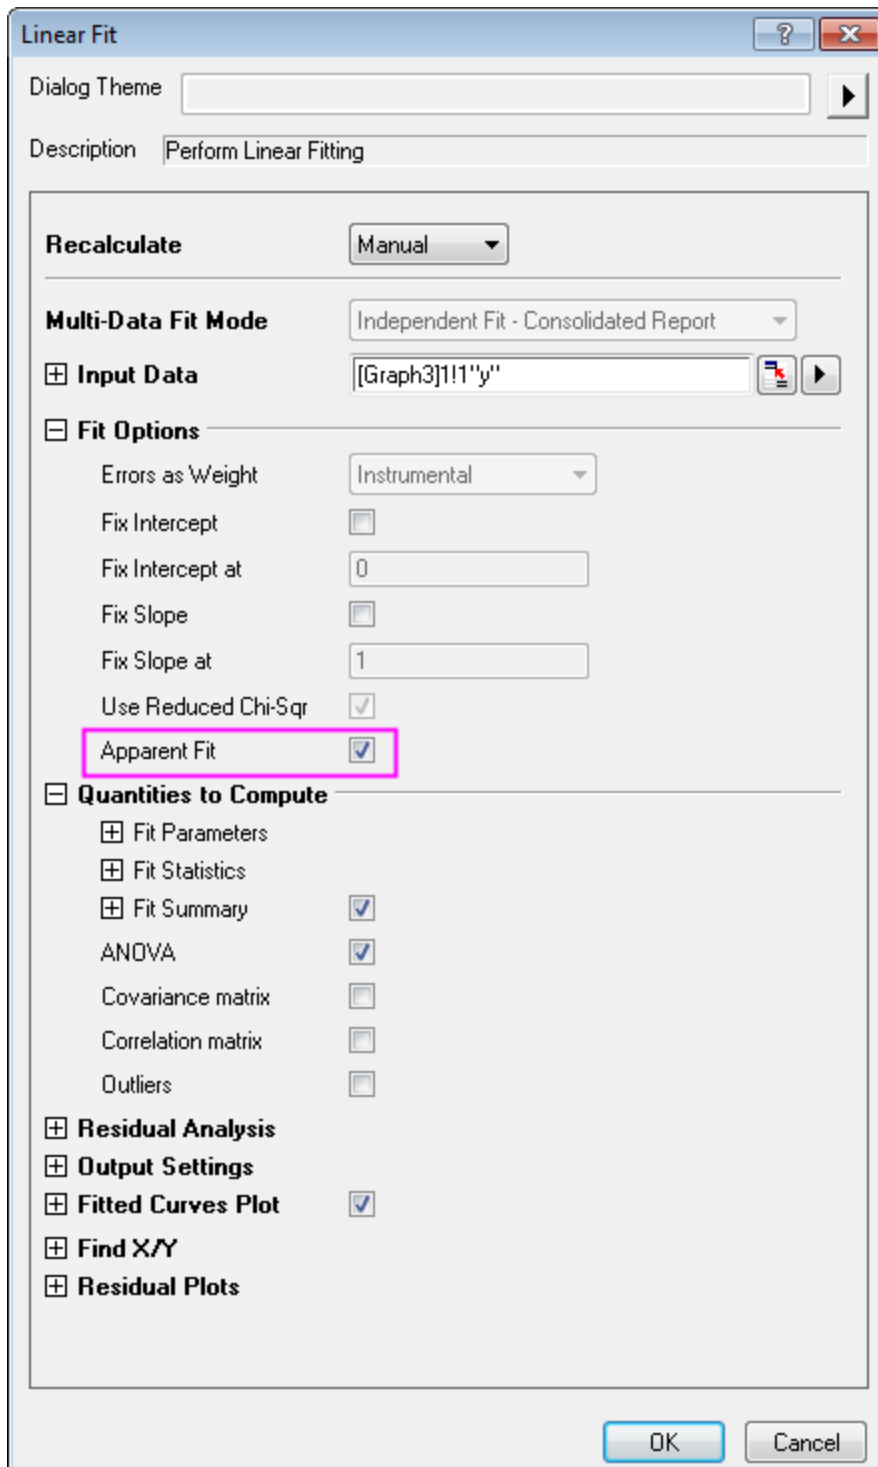 Linear Fit
Dialog Theme
Description Perform Linear Fitting
Recalculate Manual
Multi-Data Fit Mode Independent Fit - Consolidated Report
Input Data [Graph3]1!1"y"
Fit Options
Errors as Weight Instrumental
Fix Intercept
Fix Intercept at 0
Fix Slope
Fix Slope at 1
Use Reduced Chi-Sqr
Apparent Fit
Quantities to Compute
Fit Parameters
Fit Statistics
Fit Summary
ANOVA
Covariance matrix
Correlation matrix
Outliers
Residual Analysis
Output Settings
Fitted Curves Plot
Find X/Y
Residual Plots
OK Cancel